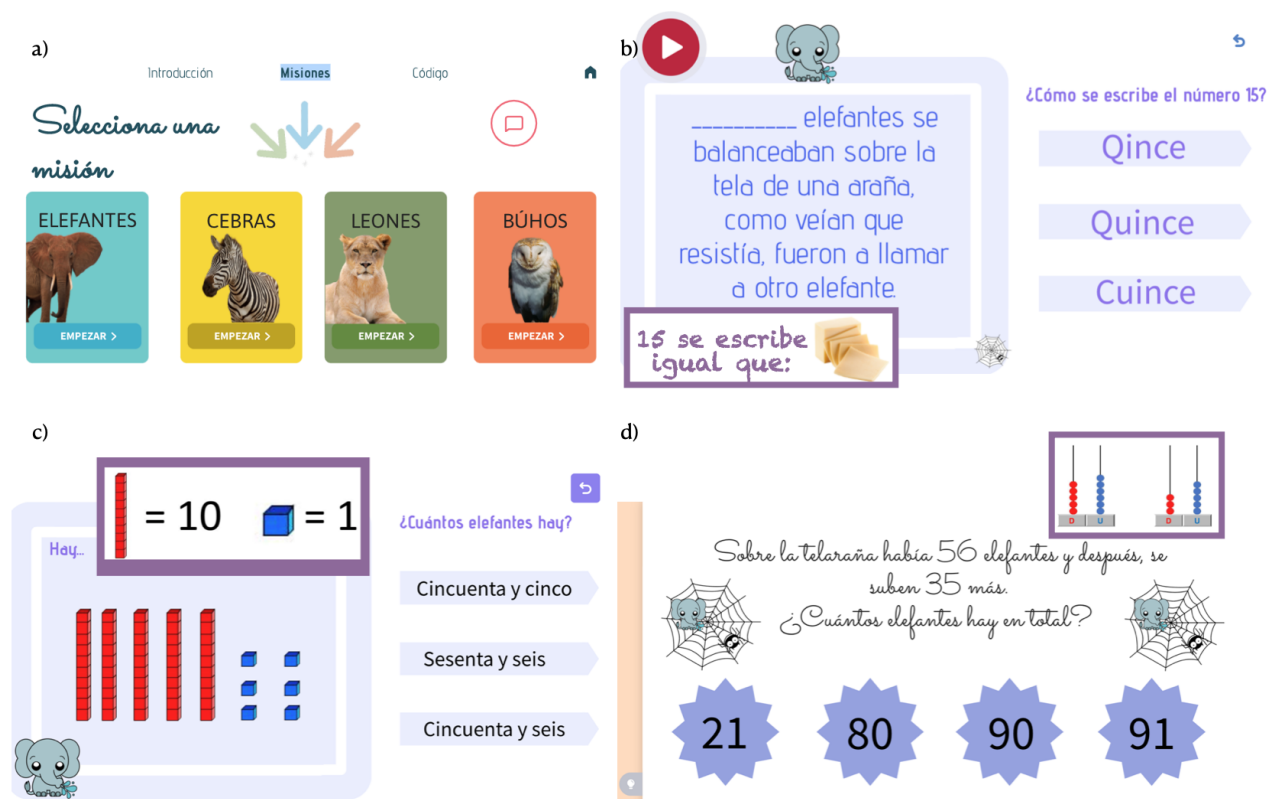 a)
Introducción Misiones Código
Selecciona una
misión
ELEFANTES
EMPEZAR >
CEBRAS
EMPEZAR >
LEONES
EMPEZAR >
BÚHOS
EMPEZAR >
b)
__________ elefantes se
balanceaban sobre la
tela de una araña,
como veían que
resistía, fueron a llamar
a otro elefante.
15 se escribe
igual que:
¿Cómo se escribe el número 15?
Qince
Quince
Cuince
c)
= 10 = 1
Hay...
¿Cuántos elefantes hay?
Cincuenta y cinco
Sesenta y seis
Cincuenta y seis
d)
D U D U
Sobre la telaraña había 56 elefantes y después, se
suben 35 más.
¿Cuántos elefantes hay en total?
21 80 90 91